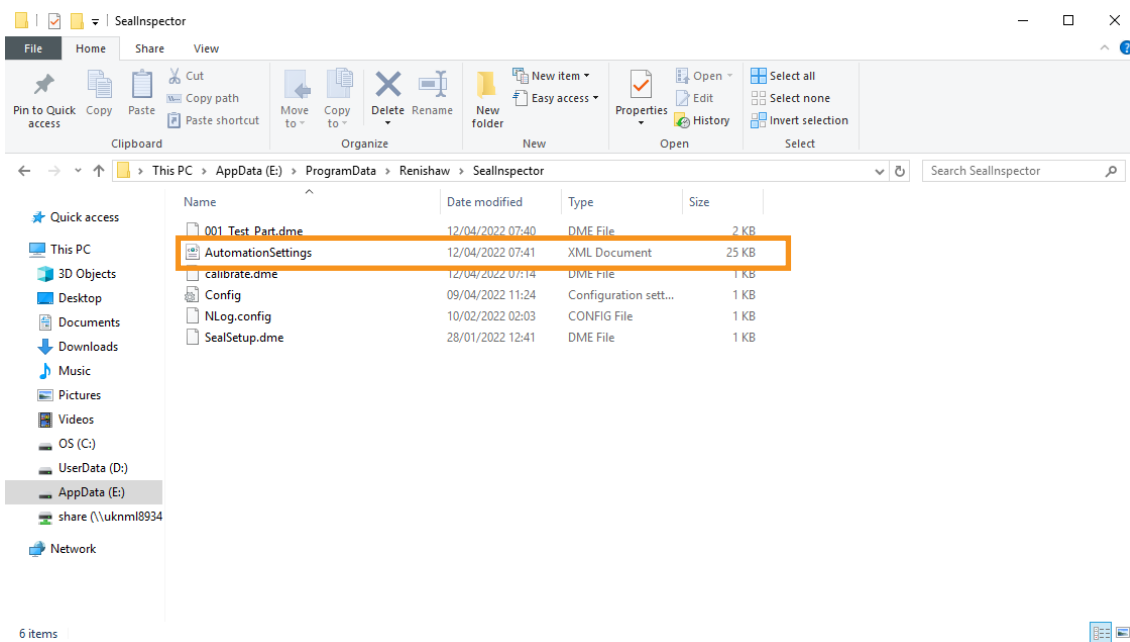 SealInspector
File Home Share View
Pin to Quick access
Copy
Paste
Cut
Copy path
Paste shortcut
Move to
Copy to
Delete
Rename
New folder
New item
Easy access
Properties
Open
Edit
History
Select all
Select none
Invert selection
Clipboard Organize New Open Select
This PC > AppData (E:) > ProgramData > Renishaw > SealInspector
Search SealInspector
Name Date modified Type Size
001_Test_Part.dme 12/04/2022 07:40 DME File 2 KB
AutomationSettings 12/04/2022 07:41 XML Document 25 KB
calibrate.dme 12/04/2022 07:14 DME File 1 KB
Config 09/04/2022 11:24 Configuration sett... 1 KB
NLog.config 10/02/2022 02:03 CONFIG File 1 KB
SealSetup.dme 28/01/2022 12:41 DME File 1 KB
Quick access
This PC
3D Objects
Desktop
Documents
Downloads
Music
Pictures
Videos
OS (C:)
UserData (D:)
AppData (E:)
share (\\uknml8934
Network
6 items